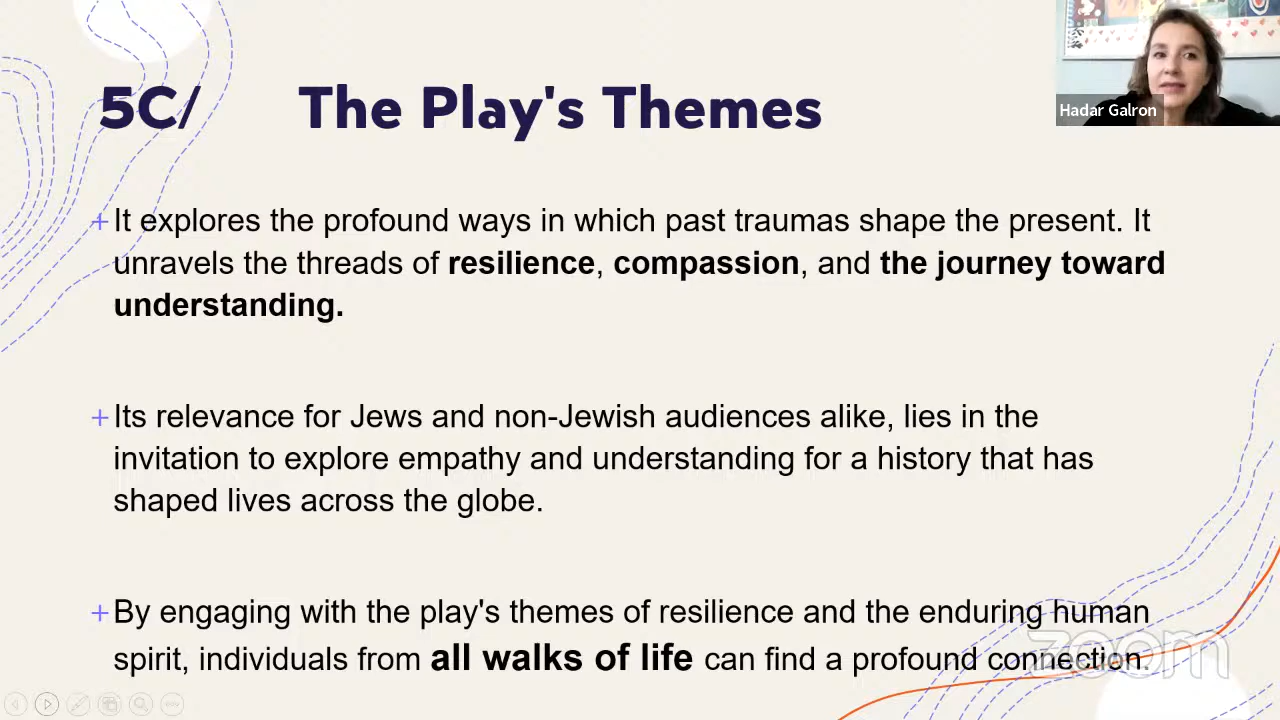 5C/ The Play's Themes
Hadar Galron
+It explores the profound ways in which past traumas shape the present. It
unravels the threads of resilience, compassion, and the journey toward
understanding.
+Its relevance for Jews and non-Jewish audiences alike, lies in the
invitation to explore empathy and understanding for a history that has
shaped lives across the globe.
+By engaging with the play's themes of resilience and the enduring human
spirit, individuals from all walks of life can find a profound connection.
zoom